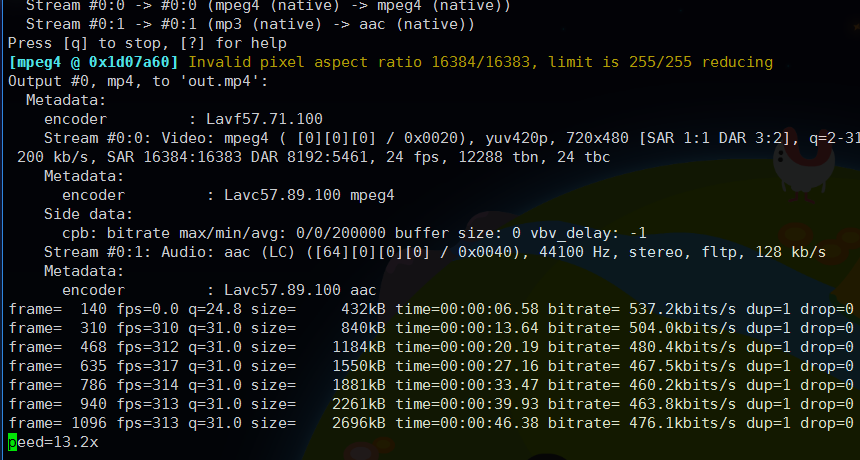 Stream #0:0 -> #0:0 (mpeg4 (native) -> mpeg4 (native))
Stream #0:1 -> #0:1 (mp3 (native) -> aac (native))
Press [q] to stop, [?] for help
[mpeg4 @ 0x1d07a60] Invalid pixel aspect ratio 16384/16383, limit is 255/255 reducing
Output #0, mp4, to 'out.mp4':
Metadata:
encoder : Lavf57.71.100
Stream #0:0: Video: mpeg4 ( [0][0][0] / 0x0020), yuv420p, 720x480 [SAR 1:1 DAR 3:2], q=2-31
200 kb/s, SAR 16384:16383 DAR 8192:5461, 24 fps, 12288 tbn, 24 tbc
Metadata:
encoder : Lavc57.89.100 mpeg4
Side data:
cpb: bitrate max/min/avg: 0/0/200000 buffer size: 0 vbv_delay: -1
Stream #0:1: Audio: aac (LC) ([64][0][0][0] / 0x0040), 44100 Hz, stereo, fltp, 128 kb/s
Metadata:
encoder : Lavc57.89.100 aac
frame= 140 fps=0.0 q=24.8 size= 432kB time=00:00:06.58 bitrate= 537.2kbits/s dup=1 drop=0
frame= 310 fps=310 q=31.0 size= 840kB time=00:00:13.64 bitrate= 504.0kbits/s dup=1 drop=0
frame= 468 fps=312 q=31.0 size= 1184kB time=00:00:20.19 bitrate= 480.4kbits/s dup=1 drop=0
frame= 635 fps=317 q=31.0 size= 1550kB time=00:00:27.16 bitrate= 467.5kbits/s dup=1 drop=0
frame= 786 fps=314 q=31.0 size= 1881kB time=00:00:33.47 bitrate= 460.2kbits/s dup=1 drop=0
frame= 940 fps=313 q=31.0 size= 2261kB time=00:00:39.93 bitrate= 463.8kbits/s dup=1 drop=0
frame= 1096 fps=313 q=31.0 size= 2696kB time=00:00:46.38 bitrate= 476.1kbits/s dup=1 drop=0
peed=13.2x